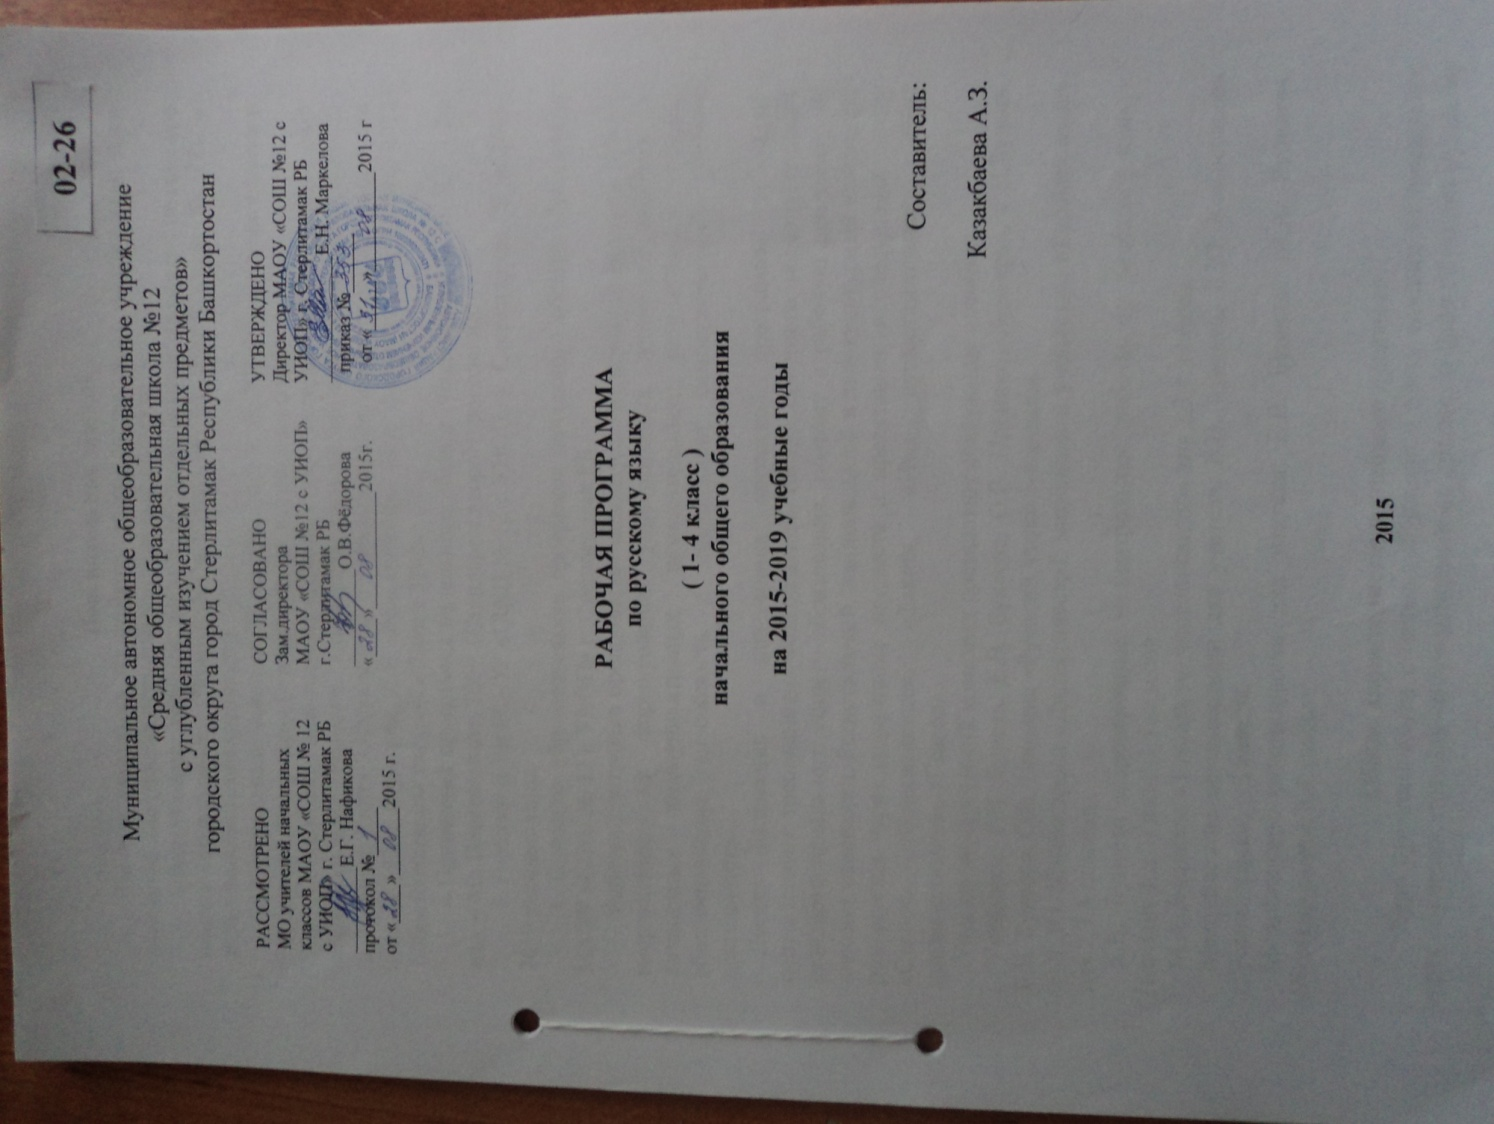 02-26
Муниципальное автономное общеобразовательное учреждение
«Средняя общеобразовательная школа №12
с углубленным изучением отдельных предметов»
городского округа город Стерлитамак Республики Башкортостан
РАССМОТРЕНО
МО учителей начальных
классов МАОУ «СОШ № 12
с УИОП» г. Стерлитамак РБ
Е.Г. Нафикова
протокол № 1
от « 28 » 08 2015 г.
СОГЛАСОВАНО
Зам.директора
МАОУ «СОШ №12 с УИОП»
г.Стерлитамак РБ
О.В.Фёдорова
« 28 » 08 2015г.
УТВЕРЖДЕНО
Директор МАОУ «СОШ №12 с
УИОП» г. Стерлитамак РБ
Е.Н. Маркелова
приказ № 353
от « 31 » 08 2015 г
РАБОЧАЯ ПРОГРАММА
по русскому языку
( 1- 4 класс )
начального общего образования
на 2015-2019 учебные годы
Составитель:
Казакбаева А.З.
2015